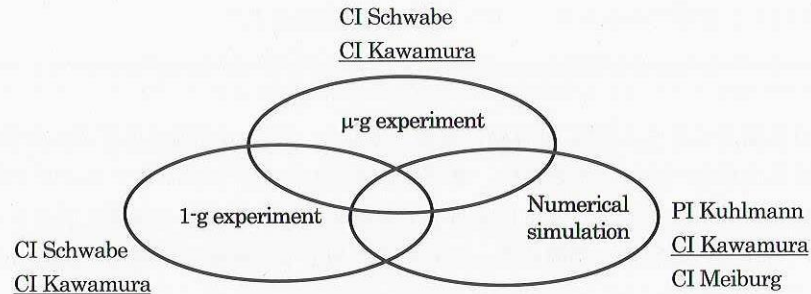 CI Schwabe
CI Kawamura
μ-g experiment
1-g experiment
Numerical
simulation
CI Schwabe
CI Kawamura
PI Kuhlmann
CI Kawamura
CI Meiburg